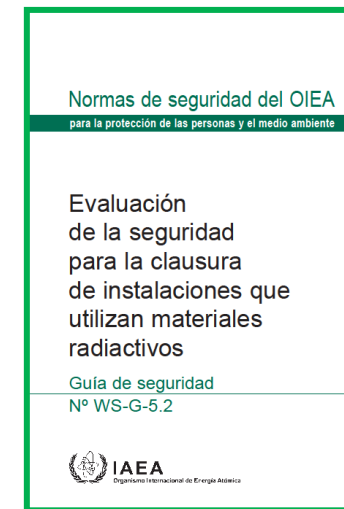 Normas de seguridad del OIEA
para la protección de las personas y el medio ambiente
Evaluación
de la seguridad
para la clausura
de instalaciones que
utilizan materiales
radiactivos
Guía de seguridad
Nº WS-G-5.2
IAEA
Organismo Internacional de Energía Atómica